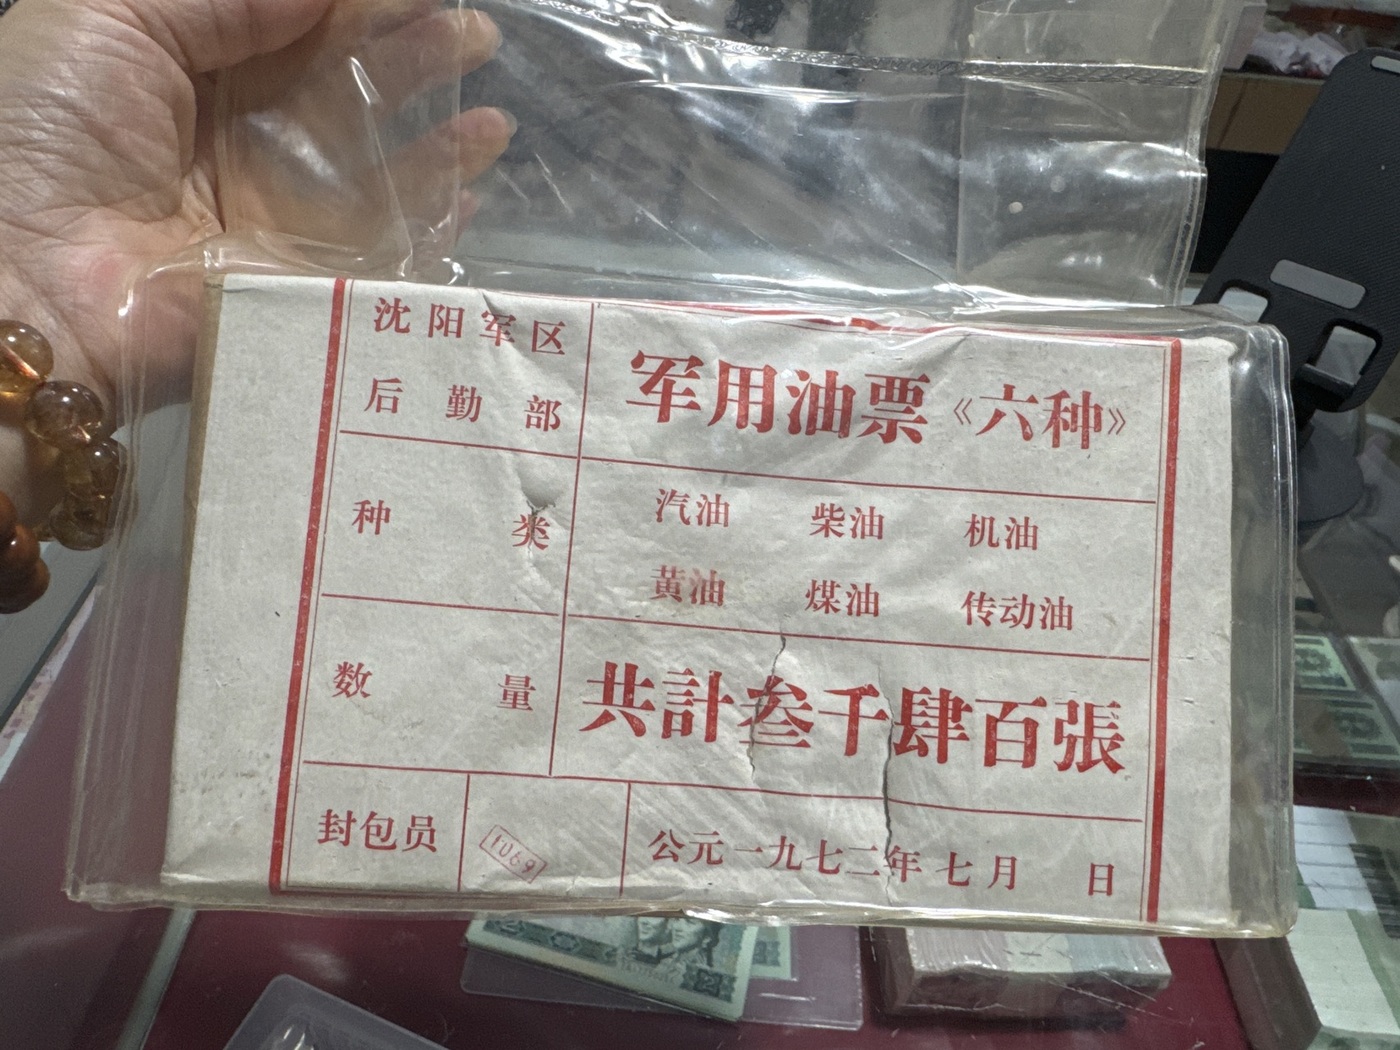 沈阳军区
后勤部
军用油票《六种》
种类
汽油 柴油 机油
黄油 煤油 传动油
数量
共計叁千肆百張
封包员
1069
公元一九七二年七月 日